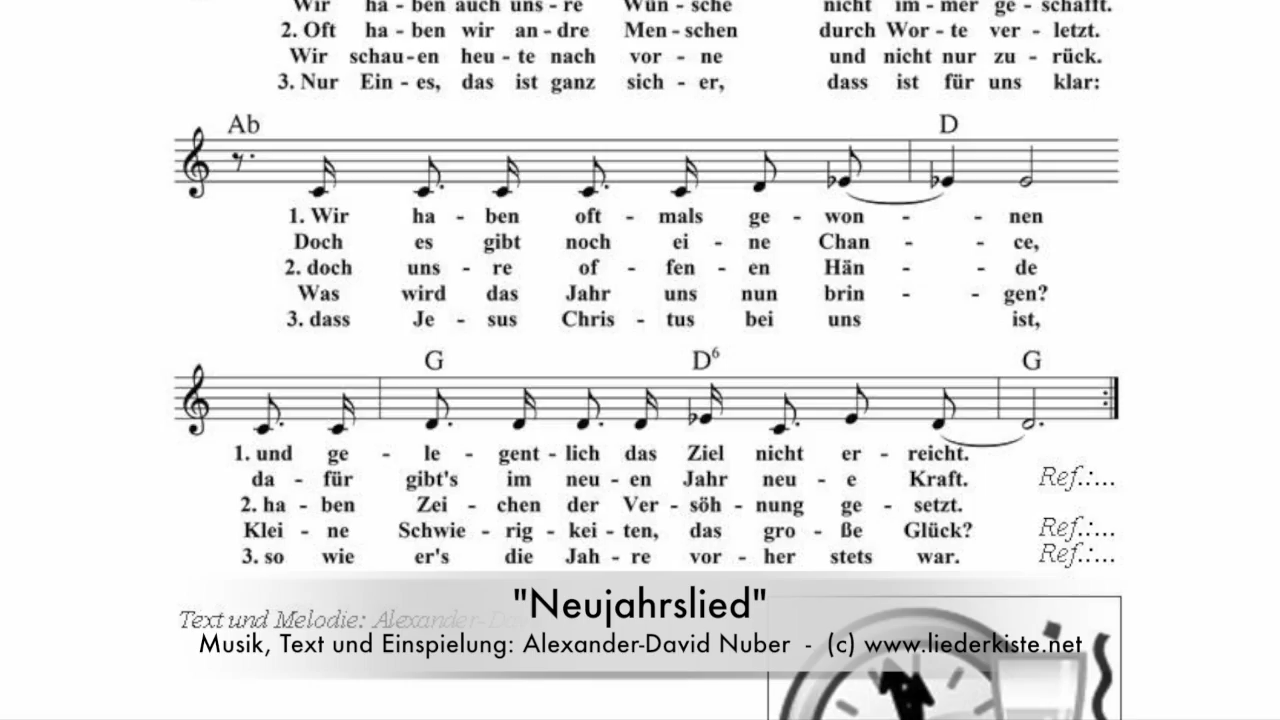 Wir ha - ben auch uns - re Wün - sche nicht im - mer ge - schafft.
2. Oft ha - ben wir an - dre Men - schen durch Wor - te ver - letzt.
Wir schau - en heu - te nach vor - ne und nicht nur zu - rück.
3. Nur Ein - es, das ist ganz sich - er, dass ist für uns klar:
Ab D
1. Wir ha - ben oft - mals ge - won - - nen
Doch es gibt noch ei - ne Chan - - ce,
2. doch uns - re of - fen - en Hän - - de
Was wird das Jahr uns nun brin - - gen?
3. dass Je - sus Chris - tus bei uns ist,
G D6 G
1. und ge - le - gent - lich das Ziel nicht er - reicht.
da - für gibt's im neu - en Jahr neu - e Kraft. Ref.:...
2. ha - ben Zei - chen der Ver - söh - nung ge - setzt.
Klei - ne Schwie - rig - kei - ten, das gro - ße Glück? Ref.:...
3. so wie er's die Jah - re vor - her stets war. Ref.:...
"Neujahrslied"
Text und Melodie: Alexander-
Musik, Text und Einspielung: Alexander-David Nuber - (c) www.liederkiste.net